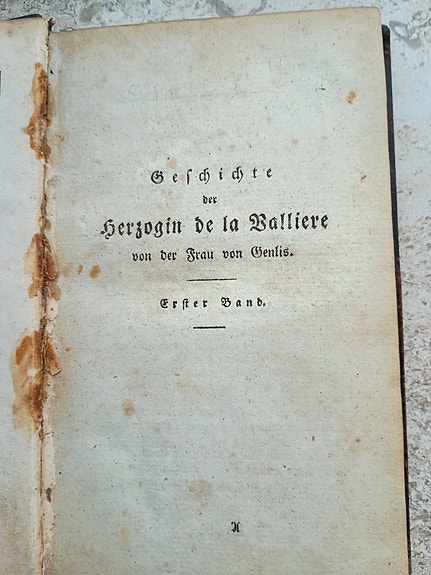 Geſchichte
der
Herzogin de la Valliere
von der Frau von Genlis.
Erſter Band.
A